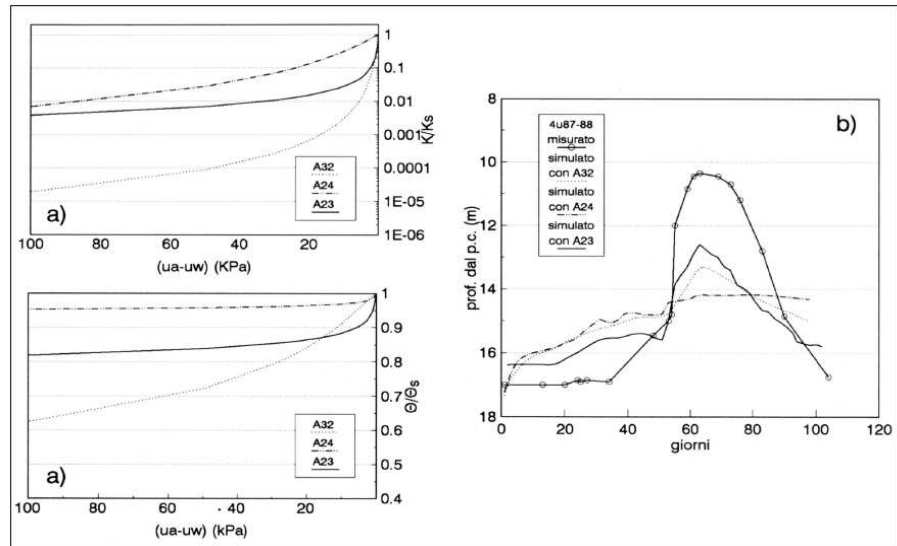 1
0.1
0.01
0.001
0.0001
1E-05
1E-06
K/Ks
A32
A24
A23
a)
100 80 60 40 20
(ua-uw) (KPa)
1
0.9
0.8
0.7
0.6
0.5
0.4
Θ/Θs
A32
A24
A23
a)
100 80 60 40 20
(ua-uw) (kPa)
b)
8
10
12
14
16
18
prof. dal p.c. (m)
4u87-88
misurato
simulato
con A32
simulato
con A24
simulato
con A23
0 20 40 60 80 100 120
giorni